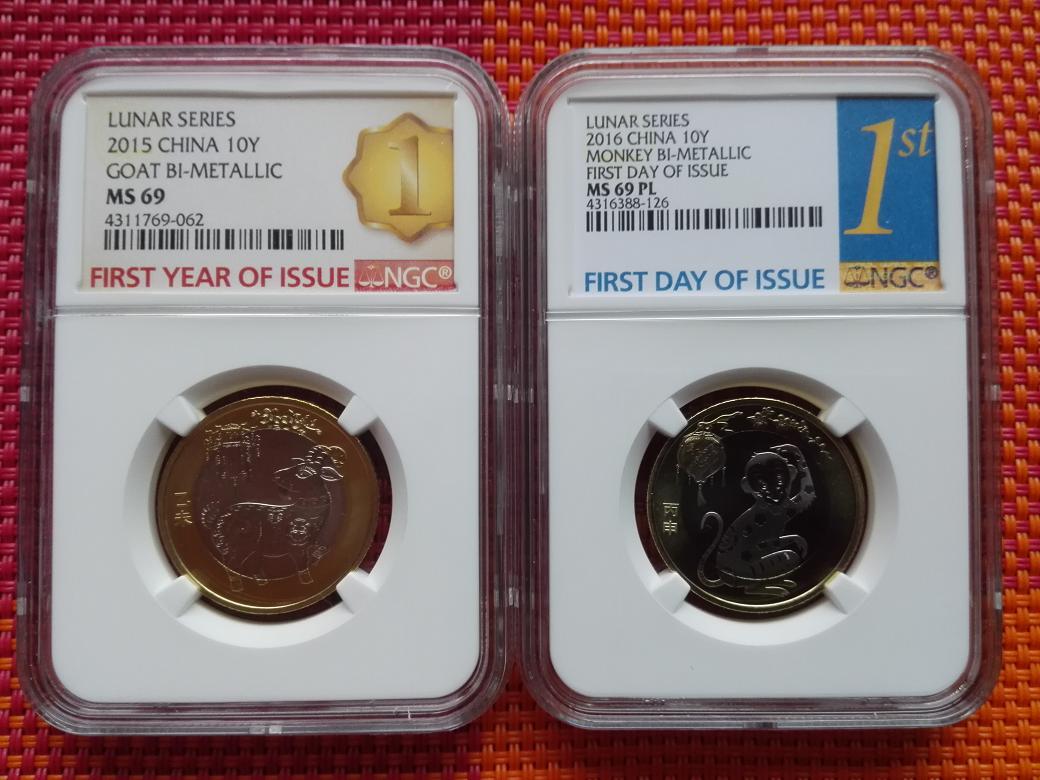 LUNAR SERIES
2015 CHINA 10Y
GOAT BI-METALLIC
MS 69
4311769-062
1
FIRST YEAR OF ISSUE
NGC®
LUNAR SERIES
2016 CHINA 10Y
MONKEY BI-METALLIC
FIRST DAY OF ISSUE
MS 69 PL
4316388-126
1st
FIRST DAY OF ISSUE
NGC®
乙未
丙申